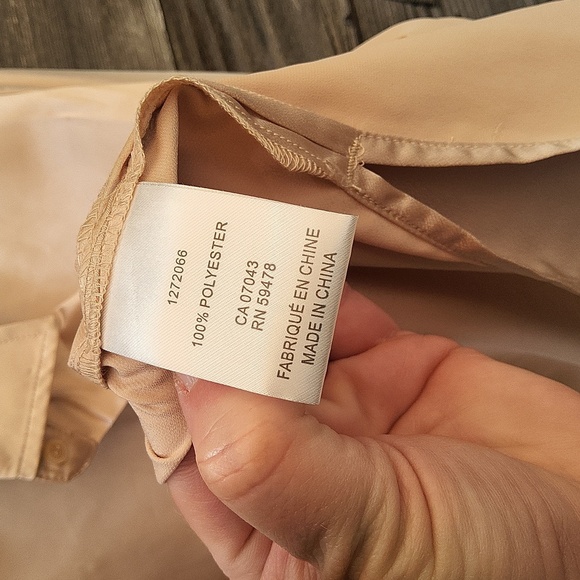 1272066
100% POLYESTER
CA 07043
RN 59478
FABRIQUÉ EN CHINE
MADE IN CHINA